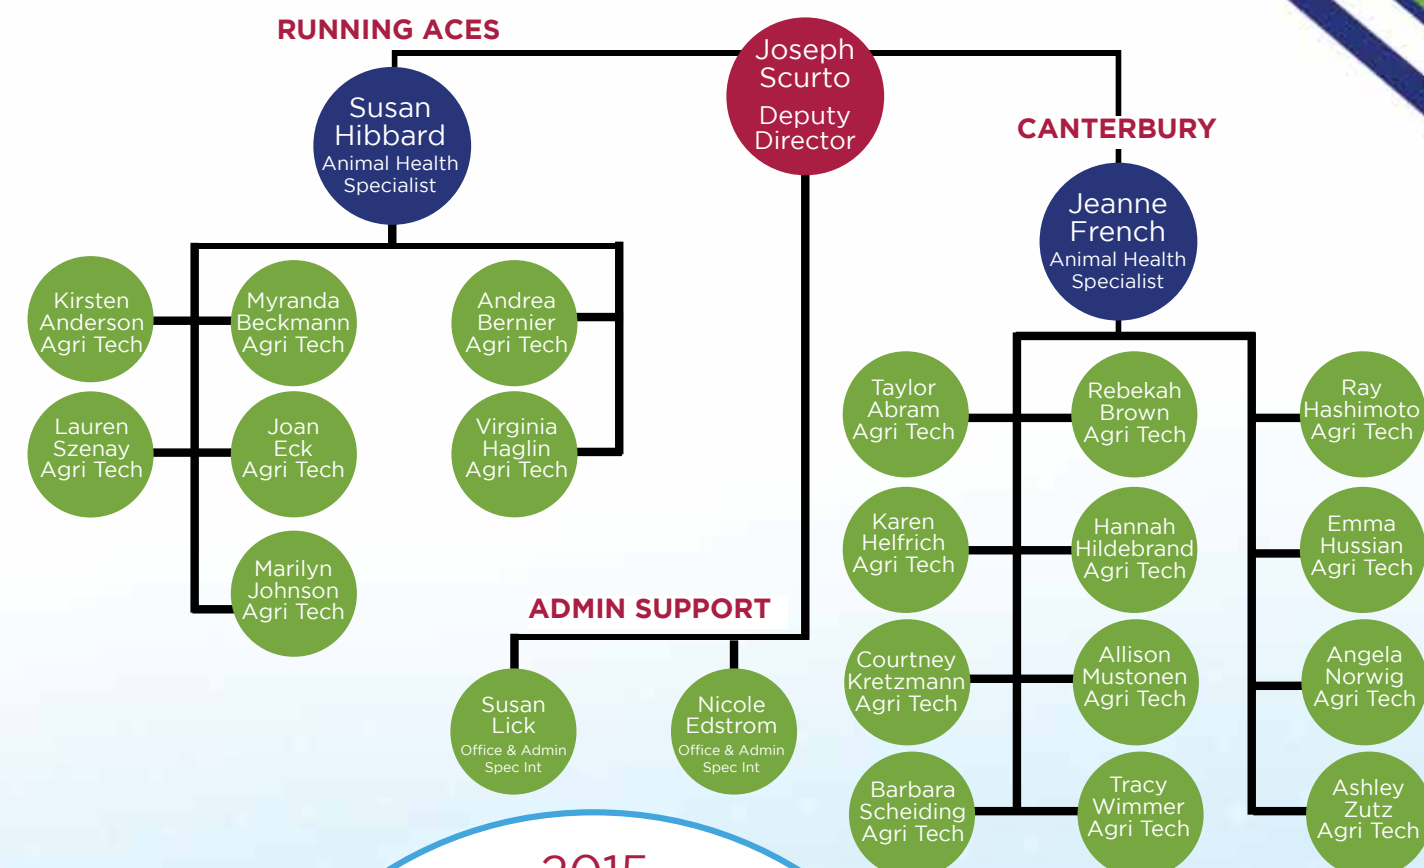 RUNNING ACES
Joseph
Scurto
Deputy
Director
Susan
Hibbard
Animal Health
Specialist
CANTERBURY
Jeanne
French
Animal Health
Specialist
Kirsten
Anderson
Agri Tech
Myranda
Beckmann
Agri Tech
Andrea
Bernier
Agri Tech
Lauren
Szenay
Agri Tech
Joan
Eck
Agri Tech
Virginia
Haglin
Agri Tech
Marilyn
Johnson
Agri Tech
ADMIN SUPPORT
Susan
Lick
Office & Admin
Spec Int
Nicole
Edstrom
Office & Admin
Spec Int
Taylor
Abram
Agri Tech
Rebekah
Brown
Agri Tech
Ray
Hashimoto
Agri Tech
Karen
Helfrich
Agri Tech
Hannah
Hildebrand
Agri Tech
Emma
Hussian
Agri Tech
Courtney
Kretzmann
Agri Tech
Allison
Mustonen
Agri Tech
Angela
Norwig
Agri Tech
Barbara
Scheiding
Agri Tech
Tracy
Wimmer
Agri Tech
Ashley
Zutz
Agri Tech
2015